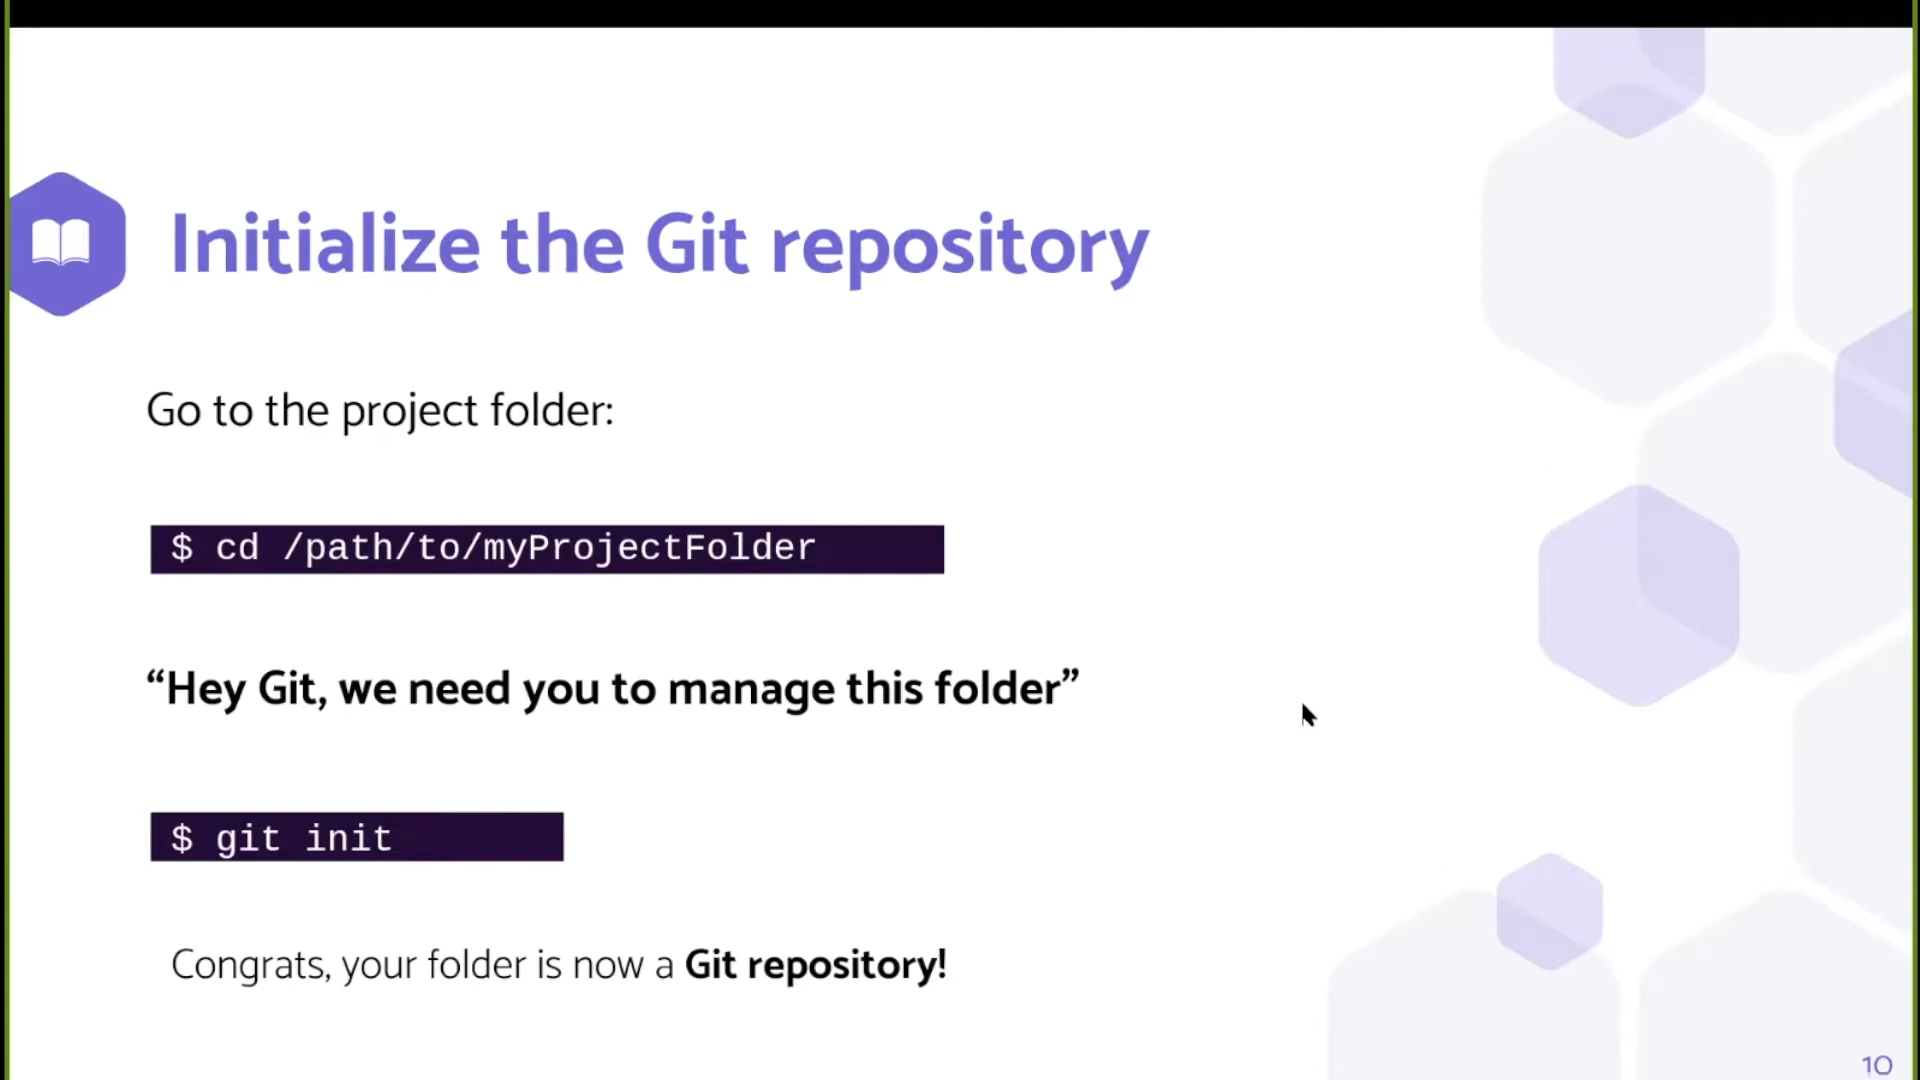 Initialize the Git repository
Go to the project folder:
$ cd /path/to/myProjectFolder
“Hey Git, we need you to manage this folder”
$ git init
Congrats, your folder is now a Git repository!
10